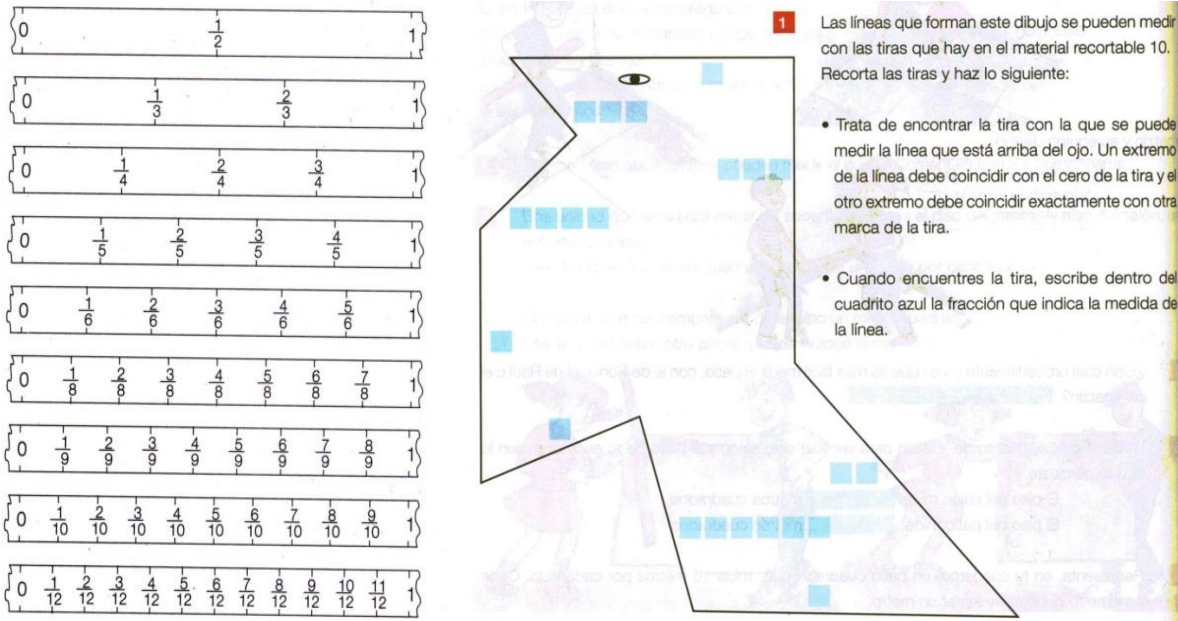 0 1/2 1
0 1/3 2/3 1
0 1/4 2/4 3/4 1
0 1/5 2/5 3/5 4/5 1
0 1/6 2/6 3/6 4/6 5/6 1
0 1/8 2/8 3/8 4/8 5/8 6/8 7/8 1
0 1/9 2/9 3/9 4/9 5/9 6/9 7/9 8/9 1
0 1/10 2/10 3/10 4/10 5/10 6/10 7/10 8/10 9/10 1
0 1/12 2/12 3/12 4/12 5/12 6/12 7/12 8/12 9/12 10/12 11/12 1
1
Las líneas que forman este dibujo se pueden medir
con las tiras que hay en el material recortable 10.
Recorta las tiras y haz lo siguiente:
• Trata de encontrar la tira con la que se puede
medir la línea que está arriba del ojo. Un extremo
de la línea debe coincidir con el cero de la tira y el
otro extremo debe coincidir exactamente con otra
marca de la tira.
• Cuando encuentres la tira, escribe dentro del
cuadrito azul la fracción que indica la medida de
la línea.